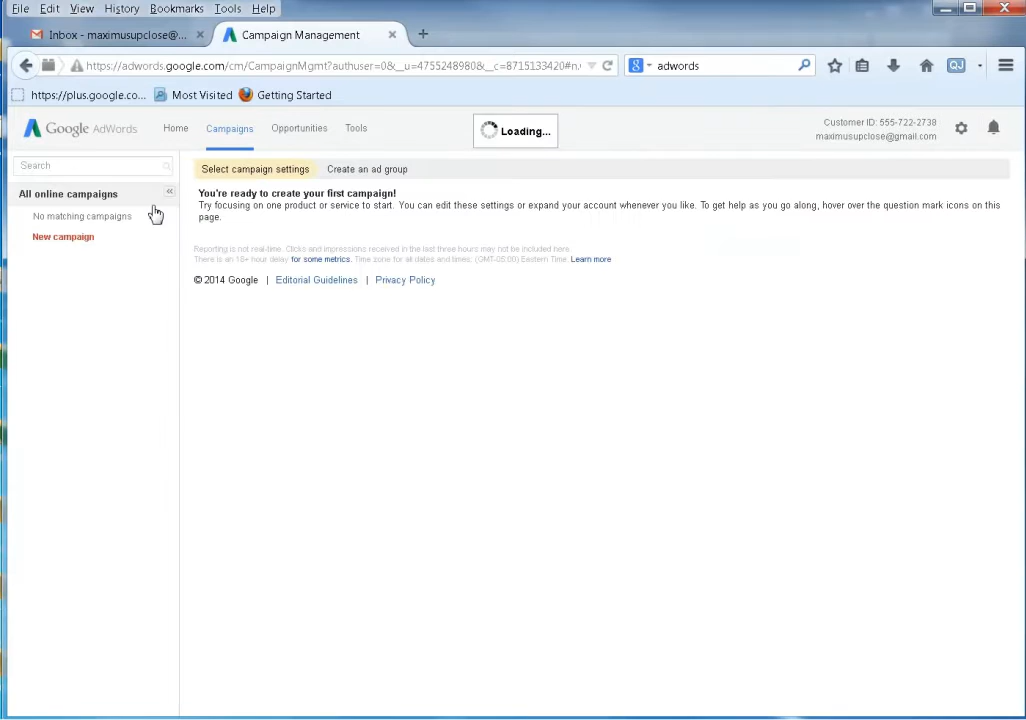 File Edit View History Bookmarks Tools Help
Inbox - maximusupclose@...
Campaign Management
https://adwords.google.com/cm/CampaignMgmt?authuser=0&__u=4755248980&__c=8715133420#n.
adwords
https://plus.google.co... Most Visited Getting Started
Google AdWords Home Campaigns Opportunities Tools
Loading...
Customer ID: 555-722-2738
maximusupclose@gmail.com
Search
All online campaigns
No matching campaigns
New campaign
Select campaign settings Create an ad group
You're ready to create your first campaign!
Try focusing on one product or service to start. You can edit these settings or expand your account whenever you like. To get help as you go along, hover over the question mark icons on this
page.
Reporting is not real-time. Clicks and impressions received in the last three hours may not be included here.
There is an 18+ hour delay for some metrics. Time zone for all dates and times: (GMT-05:00) Eastern Time. Learn more
© 2014 Google | Editorial Guidelines | Privacy Policy